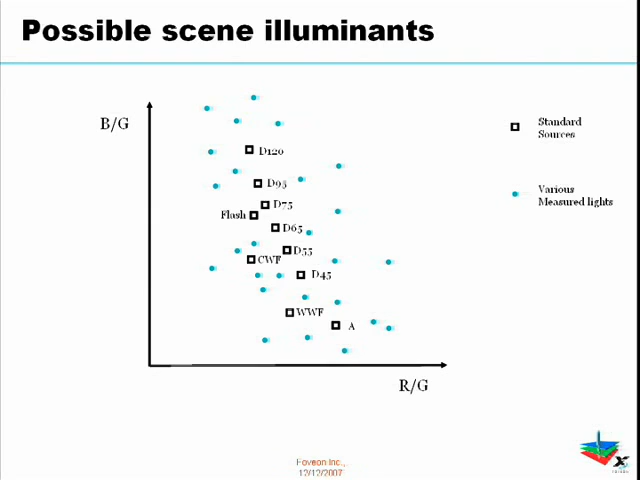 Possible scene illuminants
B/G
Standard
Sources
D120
D95
Various
Measured lights
D75
Flash
D65
D55
CWF
D45
WWF
A
R/G
Foveon Inc.,
12/12/2007